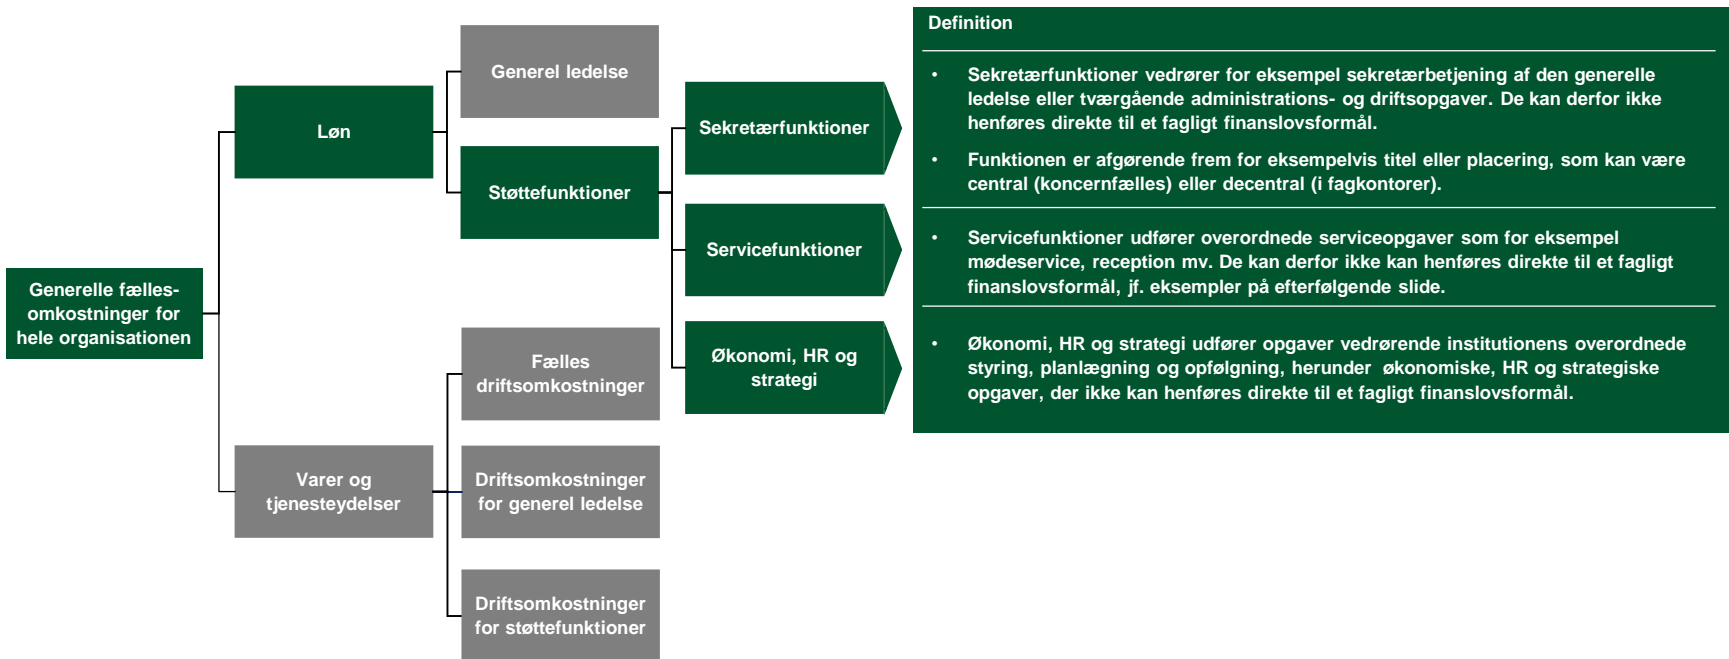 Generelle fælles-
omkostninger for
hele organisationen
Løn
Varer og
tjenesteydelser
Generel ledelse
Støttefunktioner
Fælles
driftsomkostninger
Driftsomkostninger
for generel ledelse
Driftsomkostninger
for støttefunktioner
Sekretærfunktioner
Servicefunktioner
Økonomi, HR og
strategi
Definition
• Sekretærfunktioner vedrører for eksempel sekretærbetjening af den generelle
ledelse eller tværgående administrations- og driftsopgaver. De kan derfor ikke
henføres direkte til et fagligt finanslovsformål.
• Funktionen er afgørende frem for eksempelvis titel eller placering, som kan være
central (koncernfælles) eller decentral (i fagkontorer).
• Servicefunktioner udfører overordnede serviceopgaver som for eksempel
mødeservice, reception mv. De kan derfor ikke kan henføres direkte til et fagligt
finanslovsformål, jf. eksempler på efterfølgende slide.
• Økonomi, HR og strategi udfører opgaver vedrørende institutionens overordnede
styring, planlægning og opfølgning, herunder økonomiske, HR og strategiske
opgaver, der ikke kan henføres direkte til et fagligt finanslovsformål.